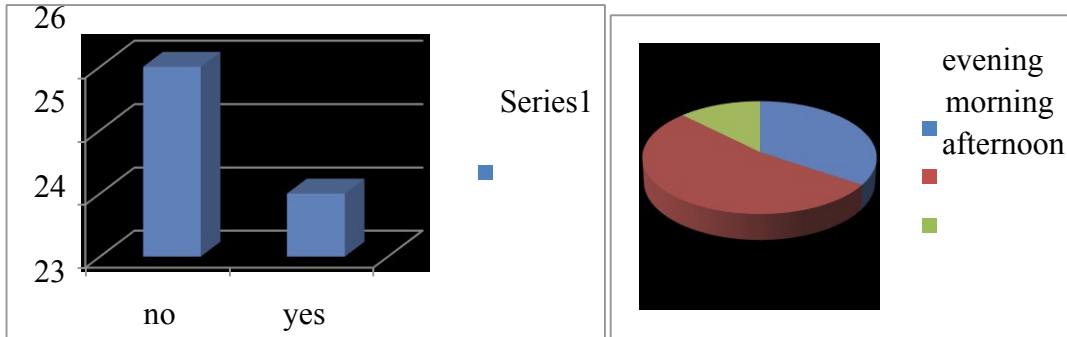 26
25
24
23
no yes
Series1
evening
morning
afternoon